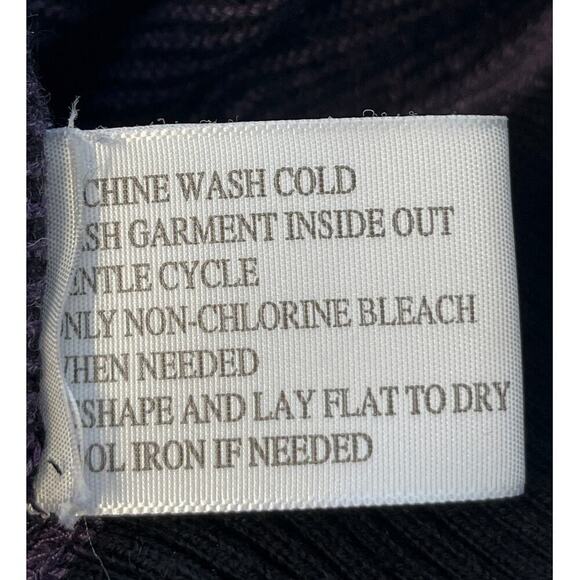 CHINE WASH COLD
SH GARMENT INSIDE OUT
NTLE CYCLE
NLY NON-CHLORINE BLEACH
HEN NEEDED
SHAPE AND LAY FLAT TO DRY
OL IRON IF NEEDED